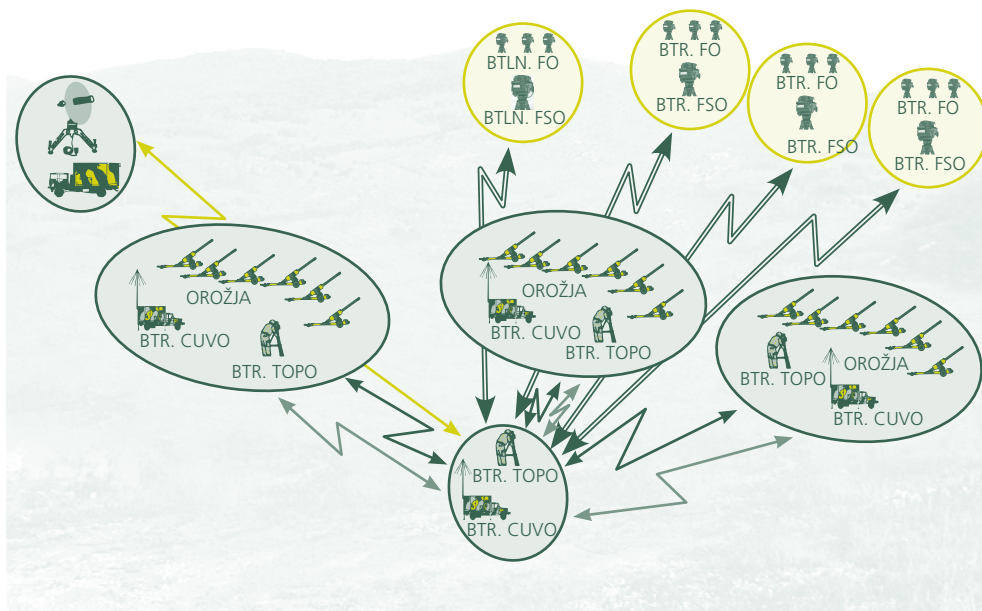 BTLN. FO
BTLN. FSO
BTR. FO
BTR. FSO
BTR. FO
BTR. FSO
BTR. FO
BTR. FSO
OROŽJA
BTR. CUVO
BTR. TOPO
OROŽJA
BTR. CUVO
BTR. TOPO
OROŽJA
BTR. TOPO
BTR. CUVO
BTR. TOPO
BTR. CUVO